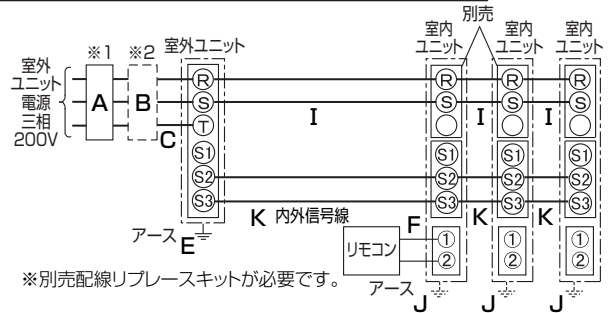 別売
※1 ※2 室外ユニット
室内
ユニット
室内
ユニット
室内
ユニット
室外
ユニット
電源
三相
200V
A
B
C
R
S
T
S1
S2
S3
I
I
I
R
S
S1
S2
S3
R
S
S1
S2
S3
R
S
S1
S2
S3
K 内外信号線
K
K
アース E
リモコン
F
①
②
①
②
①
②
※別売配線リプレースキットが必要です。
アース J
J
J